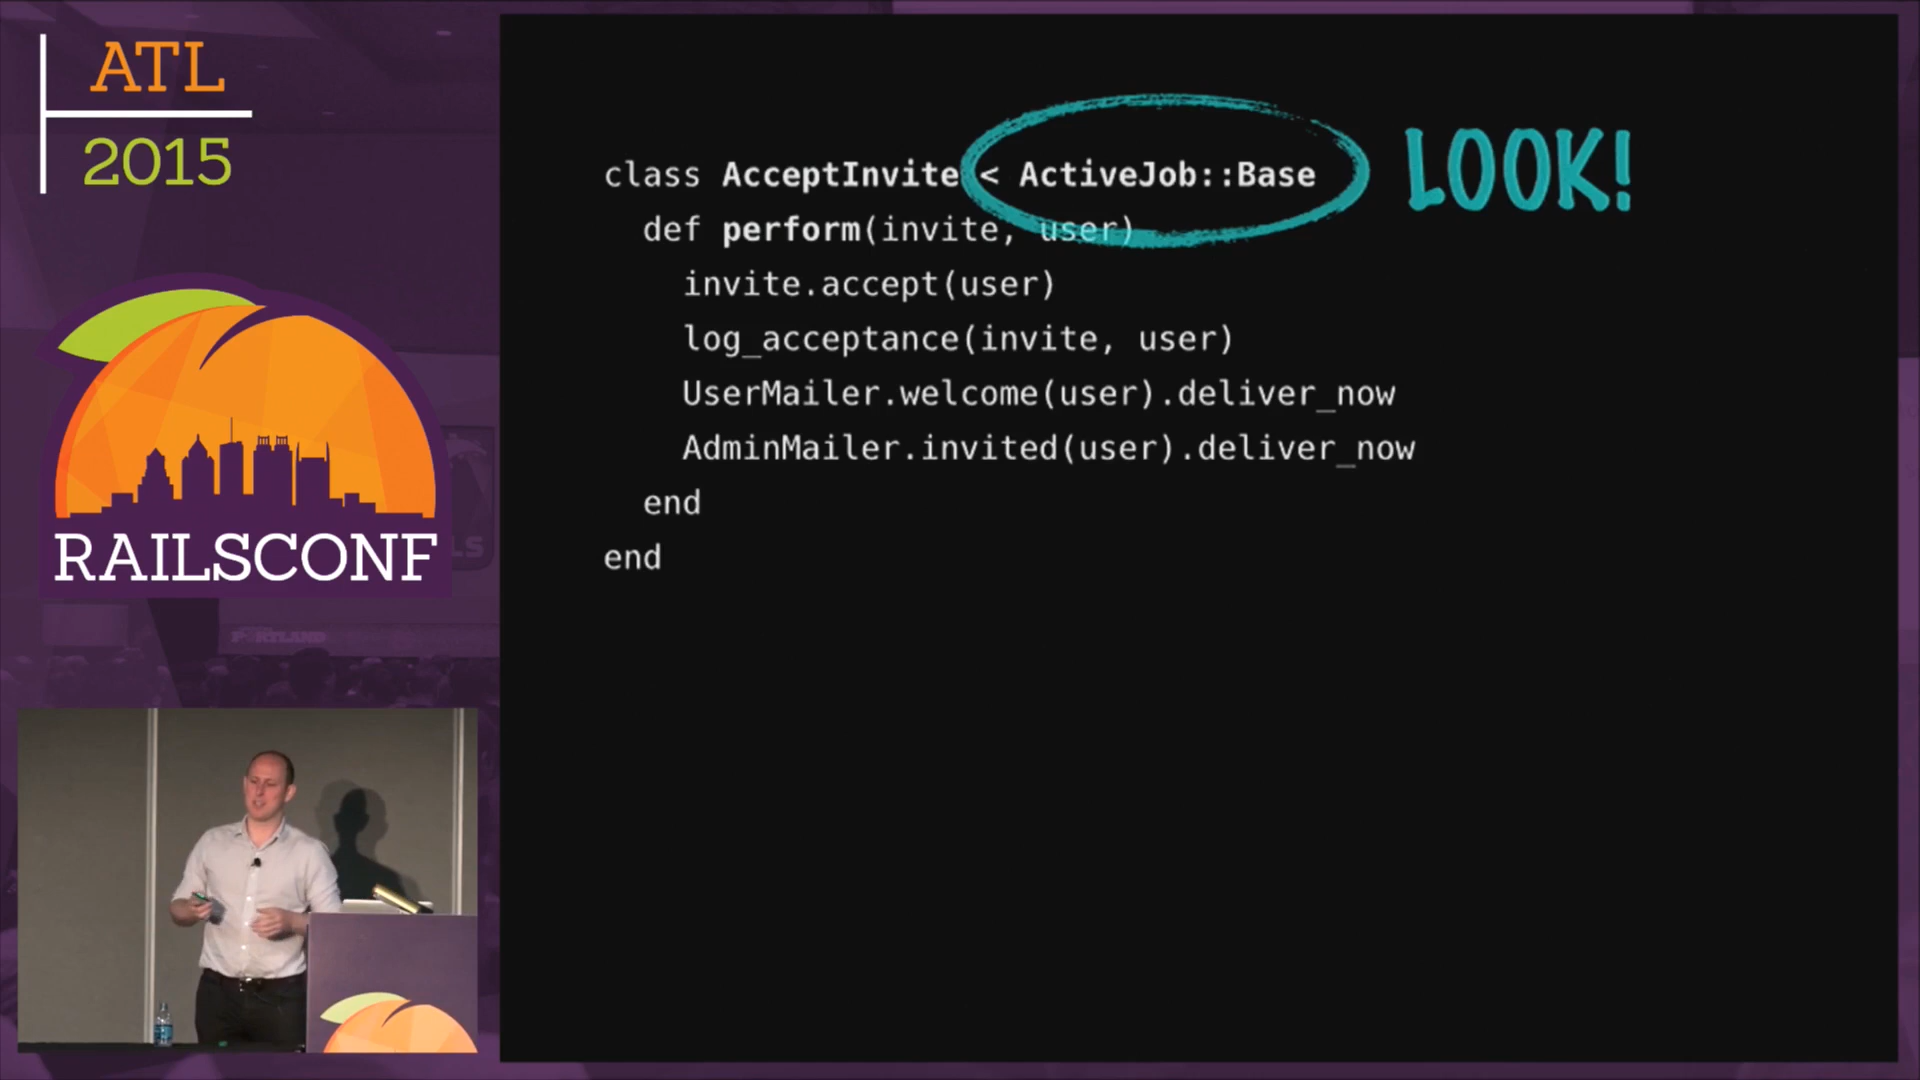 ATL
2015
RAILSCONF
PORTLAND
class AcceptInvite < ActiveJob::Base
LOOK!
  def perform(invite, user)
    invite.accept(user)
    log_acceptance(invite, user)
    UserMailer.welcome(user).deliver_now
    AdminMailer.invited(user).deliver_now
  end
end